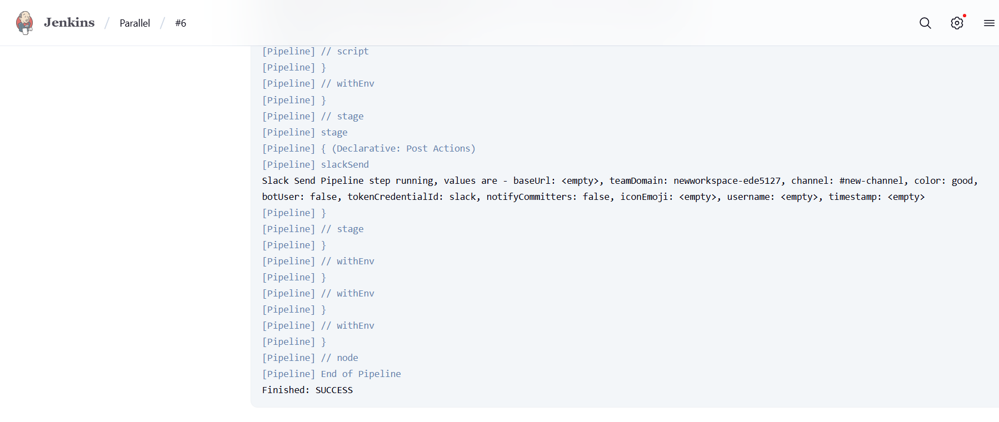 Jenkins / Parallel / #6
[Pipeline] // script
[Pipeline] }
[Pipeline] // withEnv
[Pipeline] }
[Pipeline] // stage
[Pipeline] stage
[Pipeline] { (Declarative: Post Actions)
[Pipeline] slackSend
Slack Send Pipeline step running, values are - baseUrl: <empty>, teamDomain: newworkspace-ede5127, channel: #new-channel, color: good,
botUser: false, tokenCredentialId: slack, notifyCommitters: false, iconEmoji: <empty>, username: <empty>, timestamp: <empty>
[Pipeline] }
[Pipeline] // stage
[Pipeline] }
[Pipeline] // withEnv
[Pipeline] }
[Pipeline] // withEnv
[Pipeline] }
[Pipeline] // withEnv
[Pipeline] }
[Pipeline] // node
[Pipeline] End of Pipeline
Finished: SUCCESS